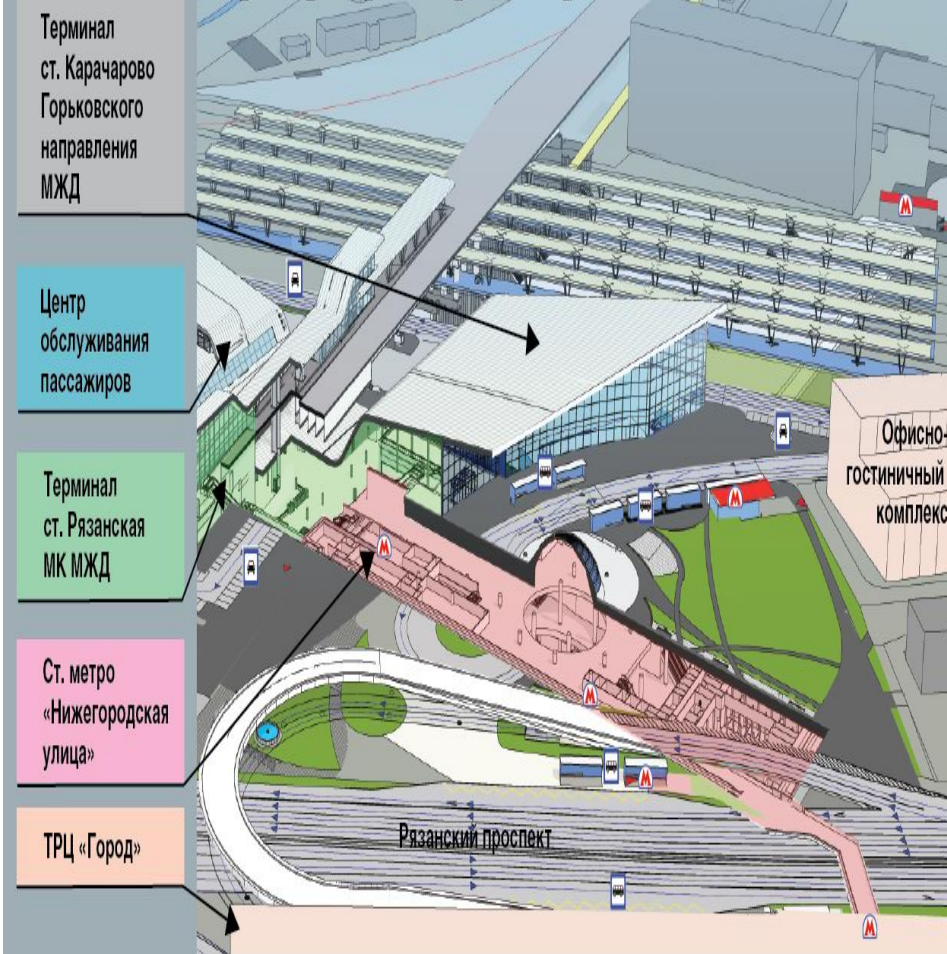 Терминал
ст. Карачарово
Горьковского
направления
МЖД
Центр
обслуживания
пассажиров
Терминал
ст. Рязанская
МК МЖД
Ст. метро
«Нижегородская
улица»
ТРЦ «Город»
Офисно-
гостиничный
комплекс
Рязанский проспект
М
М
М
М
М
М